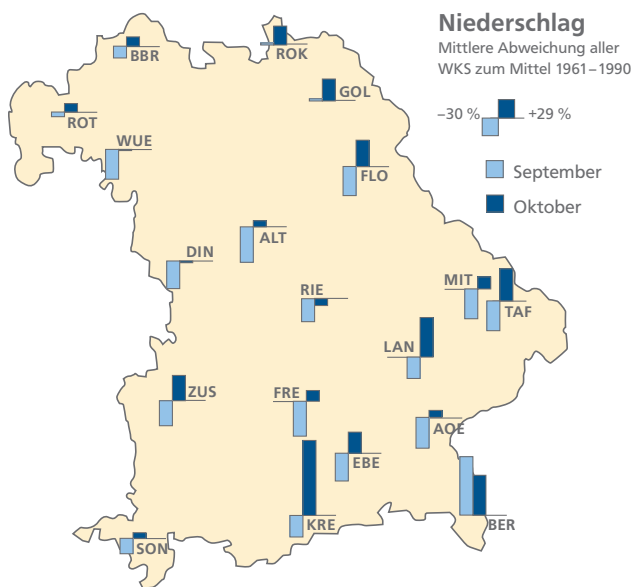 Niederschlag
Mittlere Abweichung aller
WKS zum Mittel 1961–1990
–30 % +29 %
September
Oktober
BBR
ROK
GOL
ROT
WUE
FLO
ALT
DIN
MIT
RIE
TAF
LAN
ZUS
FRE
AOE
EBE
KRE
BER
SON